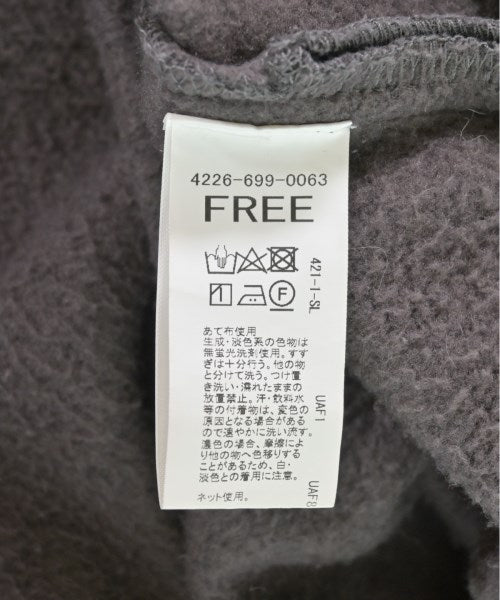 4226-699-0063
FREE
421-1-SL
F
あて布使用
生成・淡色系の色物は
無蛍光洗剤使用。すす
ぎは十分行う。他の物
と分けて洗う。つけ置
き洗い・濡れたままの
放置禁止。汗・飲料水
等の付着物は、変色の
原因となる場合がある
ので速やかに洗い流す。
濃色の場合、摩擦によ
り他の物へ色移りする
ことがあるため、白・
淡色との着用に注意。
ネット使用。
UAF1
UAF8